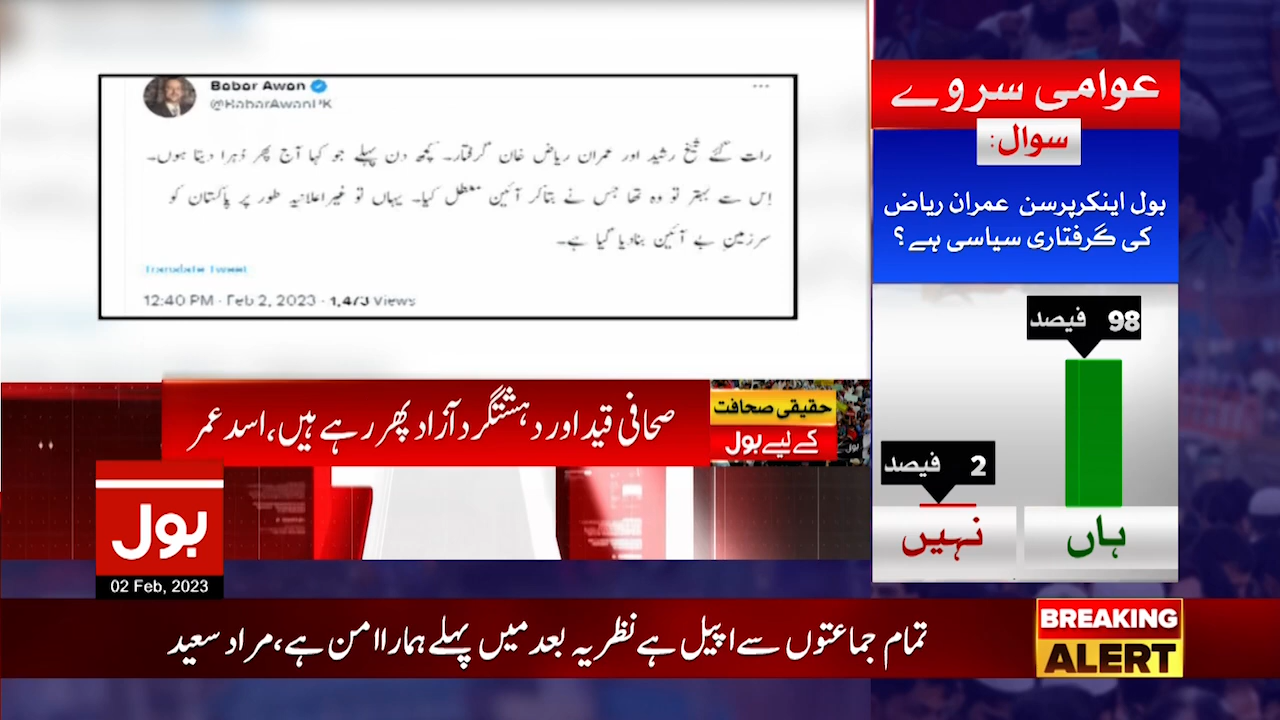 Babar Awan
@BabarAwanPK
رات گئے شیخ رشید اور عمران ریاض خان گرفتار۔ کچھ دن پہلے جو کہا آج پھر دُہرا دیتا ہوں۔
اِس سے بہتر تو وہ تھا جس نے بتاکر آئین معطل کیا۔ یہاں تو غیراعلانیہ طور پر پاکستان کو
سرزمینِ بے آئین بنادیا گیا ہے۔
Translate Tweet
12:40 PM · Feb 2, 2023 · 1,473 Views
عوامی سروے
سوال:
بول اینکرپرسن عمران ریاض
کی گرفتاری سیاسی ہے؟
98 فیصد
2 فیصد
ہاں
نہیں
حقیقی صحافت
کے لیے بول
صحافی قید اور دہشتگرد آزاد پھر رہے ہیں، اسد عمر
بول
02 Feb, 2023
BREAKING
ALERT
تمام جماعتوں سے اپیل ہے نظریہ بعد میں پہلے ہمارا امن ہے، مراد سعید